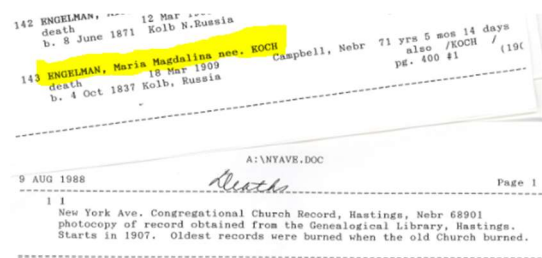 142 ENGELMAN,
death 12 Mar
b. 8 June 1871 Kolb N.Russia
143 ENGELMAN, Maria Magdalina nee. KOCH Campbell, Nebr 71 yrs 5 mos 14 days
death 18 Mar 1909 also /KOCH / (190
b. 4 Oct 1837 Kolb, Russia pg. 400 #1
A:\NYAVE.DOC
9 AUG 1988 Deaths Page 1
1 1
New York Ave. Congregational Church Record, Hastings, Nebr 68901
photocopy of record obtained from the Genealogical Library, Hastings.
Starts in 1907. Oldest records were burned when the old Church burned.